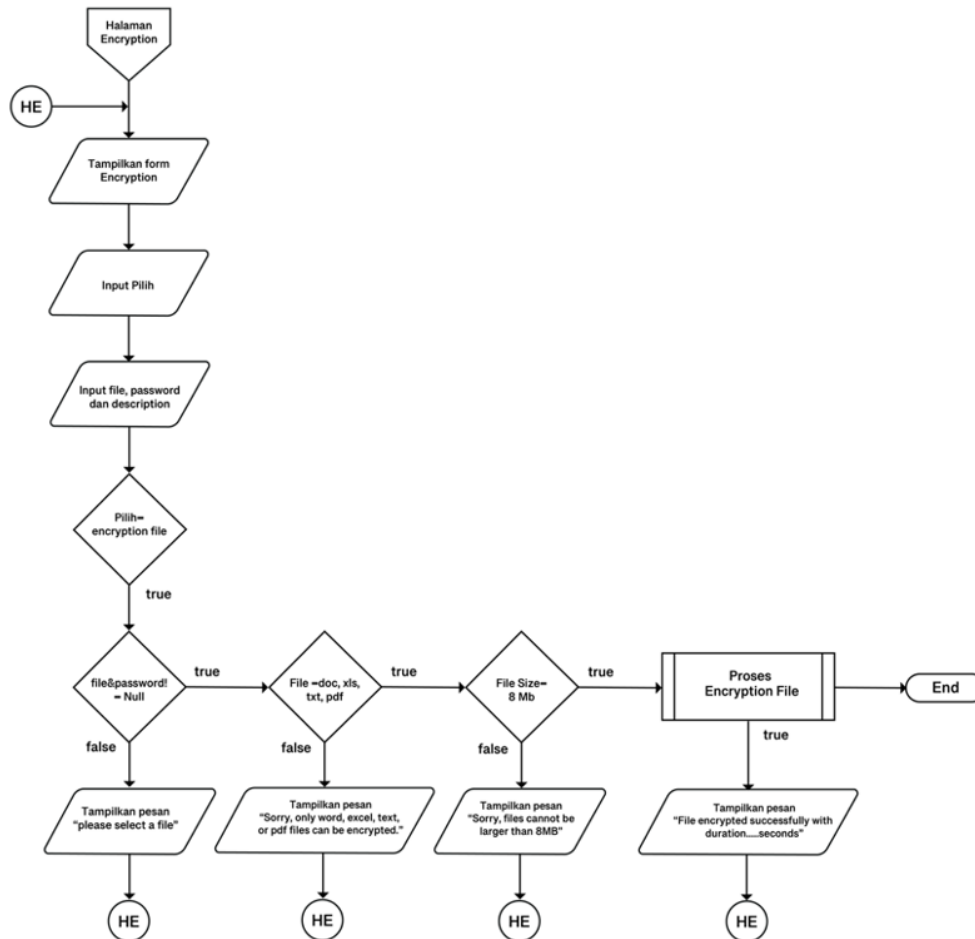 Halaman
Encryption
HE
Tampilkan form
Encryption
Input Pilih
Input file, password
dan description
Pilih=
encryption file
true
file&password!
= Null
true
File =doc, xls,
txt, pdf
true
File Size=
8 Mb
true
Proses
Encryption File
End
false
false
false
true
Tampilkan pesan
"please select a file"
Tampilkan pesan
"Sorry, only word, excel, text,
or pdf files can be encrypted."
Tampilkan pesan
"Sorry, files cannot be
larger than 8MB"
Tampilkan pesan
"File encrypted successfully with
duration.....seconds"
HE
HE
HE
HE